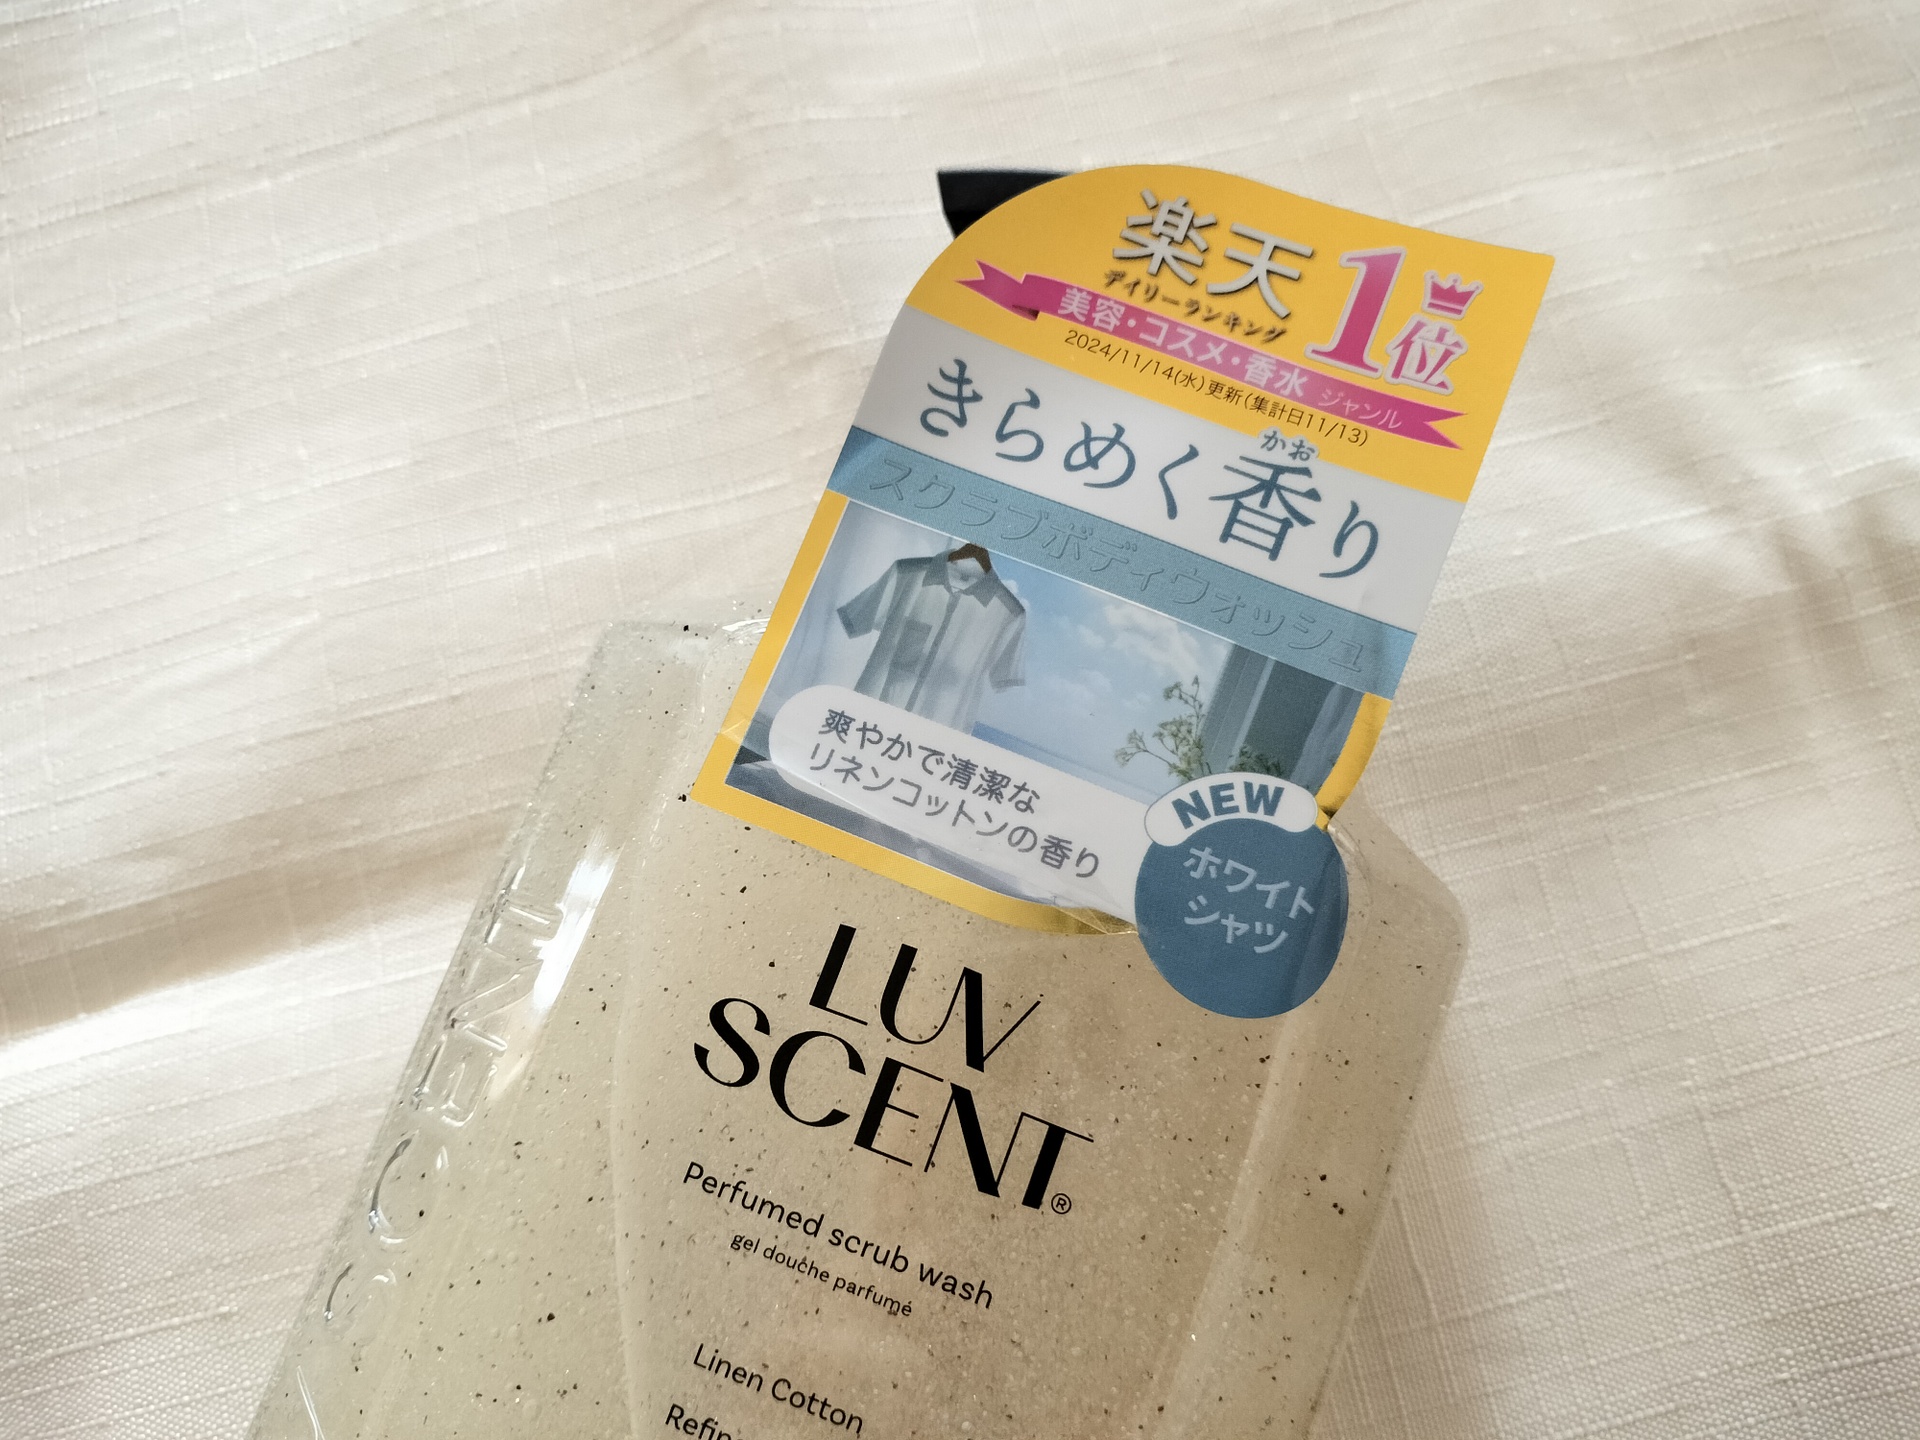 楽天
デイリーランキング
1位
美容・コスメ・香水 ジャンル
2024/11/14(水)更新(集計日11/13)
かお
きらめく香り
スクラブボディウォッシュ
爽やかで清潔な
リネンコットンの香り
NEW
ホワイト
シャツ
LUV
SCENT®
Perfumed scrub wash
gel douche parfumé
Linen Cotton
SCENT